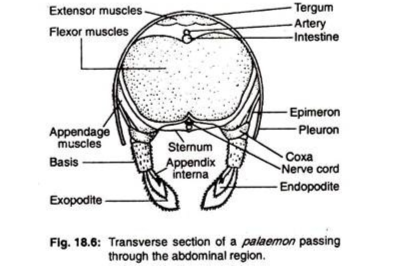 Extensor muscles
Flexor muscles
Tergum
Artery
Intestine
Epimeron
Pleuron
Appendage
muscles
Basis
Sternum
Appendix
interna
Coxa
Nerve cord
Exopodite
Endopodite
Fig. 18.6: Transverse section of a palaemon passing
through the abdominal region.